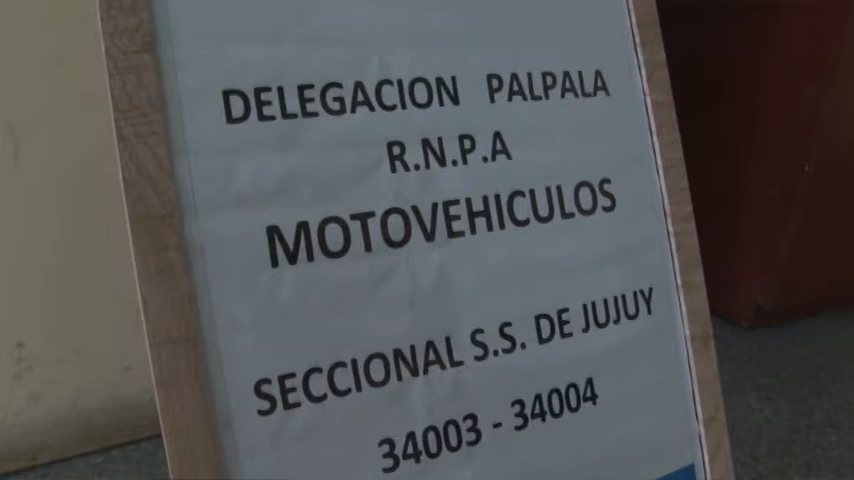 DELEGACION PALPALA
R.N.P.A
MOTOVEHICULOS
SECCIONAL S.S. DE JUJUY
34003 - 34004